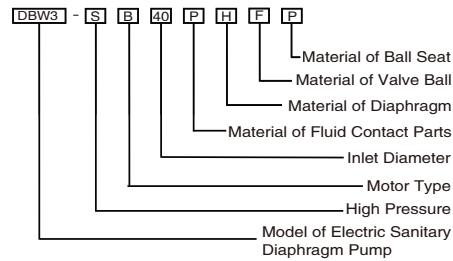 DBW3 - S B 40 P H F P
Material of Ball Seat
Material of Valve Ball
Material of Diaphragm
Material of Fluid Contact Parts
Inlet Diameter
Motor Type
High Pressure
Model of Electric Sanitary
Diaphragm Pump